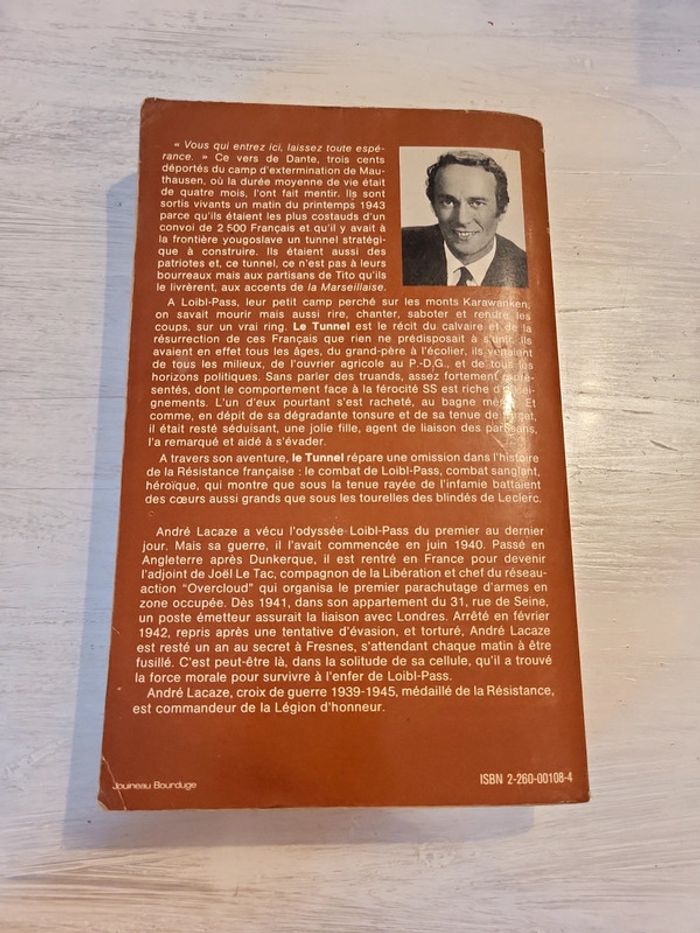 « Vous qui entrez ici, laissez toute espé-
rance. » Ce vers de Dante, trois cents
déportés du camp d'extermination de Mau-
thausen, où la durée moyenne de vie était
de quatre mois, l'ont fait mentir. Ils sont
sortis vivants un matin du printemps 1943
parce qu'ils étaient les plus costauds d'un
convoi de 2 500 Français et qu'il y avait à
la frontière yougoslave un tunnel stratégi-
que à construire. Ils étaient aussi des
patriotes et, ce tunnel, ce n'est pas à leurs
bourreaux mais aux partisans de Tito qu'ils
le livrèrent, aux accents de la Marseillaise.
A Loibl-Pass, leur petit camp perché sur les monts Karawanken,
on savait mourir mais aussi rire, chanter, saboter et rendre les
coups, sur un vrai ring. Le Tunnel est le récit du calvaire et de la
résurrection de ces Français que rien ne prédisposait à s'unir. Ils
avaient en effet tous les âges, du grand-père à l'écolier, ils venaient
de tous les milieux, de l'ouvrier agricole au P.-D.G., et de tous les
horizons politiques. Sans parler des truands, assez fortement repré-
sentés, dont le comportement face à la férocité SS est riche d'ensei-
gnements. L'un d'eux pourtant s'est racheté, au bagne même. Et
comme, en dépit de sa dégradante tonsure et de sa tenue de forçat,
il était resté séduisant, une jolie fille, agent de liaison des partisans,
l'a remarqué et aidé à s'évader.
A travers son aventure, le Tunnel répare une omission dans l'histoire
de la Résistance française : le combat de Loibl-Pass, combat sanglant,
héroïque, qui montre que sous la tenue rayée de l'infamie battaient
des cœurs aussi grands que sous les tourelles des blindés de Leclerc.
André Lacaze a vécu l'odyssée Loibl-Pass du premier au dernier
jour. Mais sa guerre, il l'avait commencée en juin 1940. Passé en
Angleterre après Dunkerque, il est rentré en France pour devenir
l'adjoint de Joël Le Tac, compagnon de la Libération et chef du réseau-
action "Overcloud" qui organisa le premier parachutage d'armes en
zone occupée. Dès 1941, dans son appartement du 31, rue de Seine,
un poste émetteur assurait la liaison avec Londres. Arrêté en février
1942, repris après une tentative d'évasion, et torturé, André Lacaze
est resté un an au secret à Fresnes, s'attendant chaque matin à être
fusillé. C'est peut-être là, dans la solitude de sa cellule, qu'il a trouvé
la force morale pour survivre à l'enfer de Loibl-Pass.
André Lacaze, croix de guerre 1939-1945, médaillé de la Résistance,
est commandeur de la Légion d'honneur.
Jouineau Bourduge
ISBN 2-260-00108-4